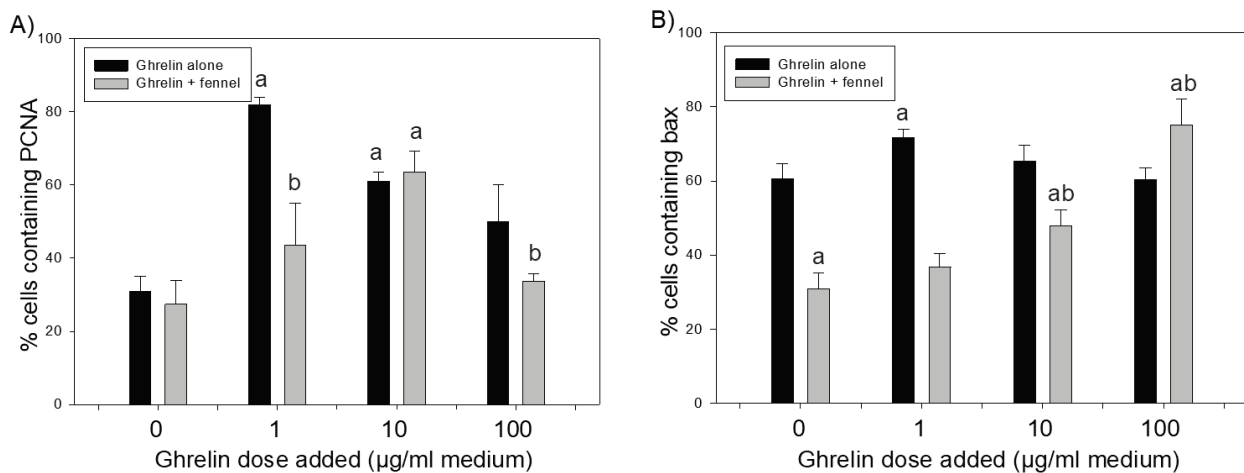 A)
100
80
60
40
20
0
% cells containing PCNA
Ghrelin alone
Ghrelin + fennel
a
b
a
a
b
0 1 10 100
Ghrelin dose added (µg/ml medium)
B)
100
80
60
40
20
0
% cells containing bax
Ghrelin alone
Ghrelin + fennel
a
a
ab
ab
0 1 10 100
Ghrelin dose added (µg/ml medium)